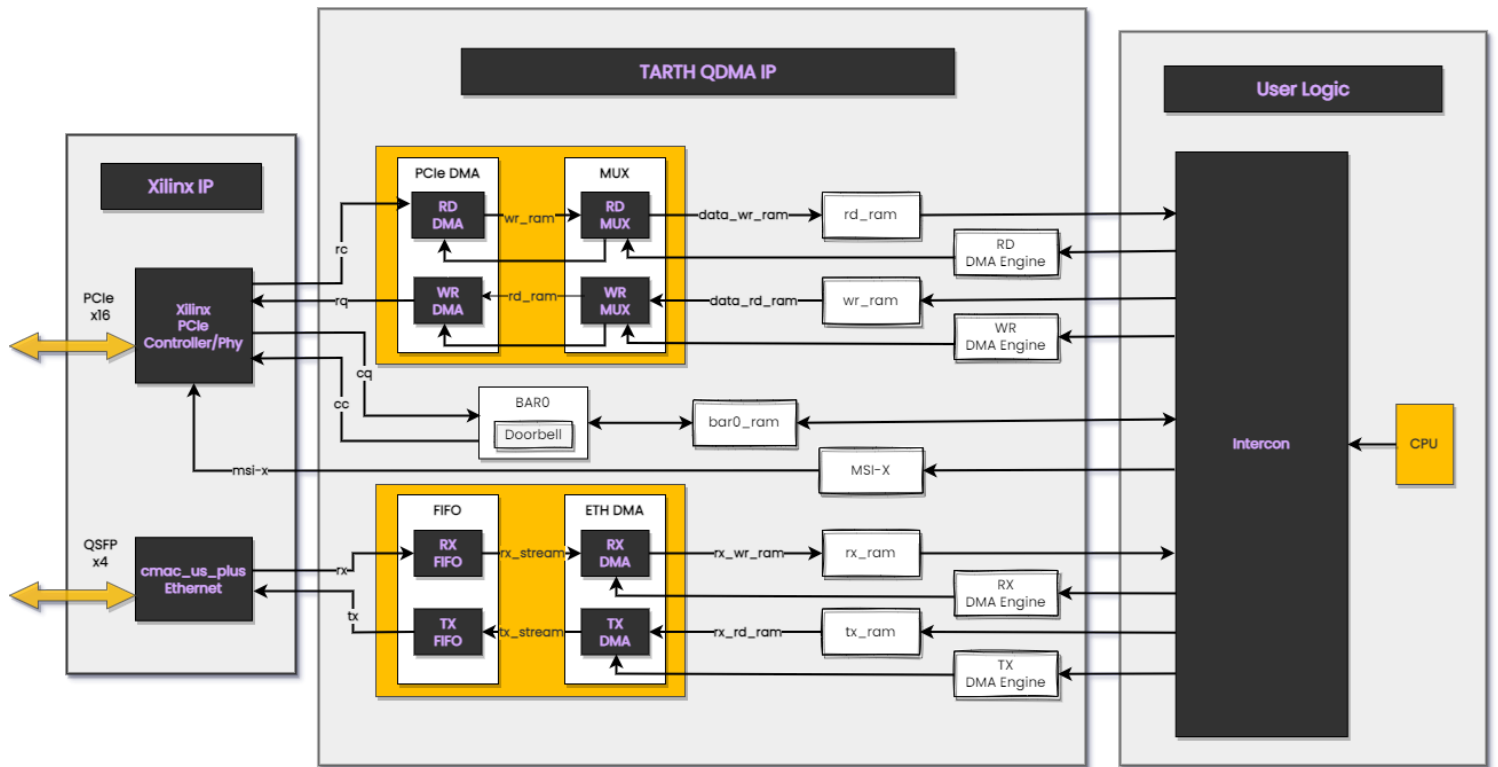 TARTH QDMA IP
User Logic
Xilinx IP
PCIe DMA
MUX
RD
DMA
wr_ram
RD
MUX
data_wr_ram
rd_ram
RD
DMA Engine
rc
WR
DMA
rd_ram
WR
MUX
data_rd_ram
wr_ram
WR
DMA Engine
rq
PCIe
x16
Xilinx
PCIe
Controller/Phy
cq
cc
BAR0
Doorbell
bar0_ram
msi-x
MSI-X
Intercon
CPU
FIFO
ETH DMA
RX
FIFO
rx_stream
RX
DMA
rx_wr_ram
rx_ram
RX
DMA Engine
QSFP
x4
cmac_us_plus
Ethernet
rx
tx
TX
FIFO
tx_stream
TX
DMA
rx_rd_ram
tx_ram
TX
DMA Engine